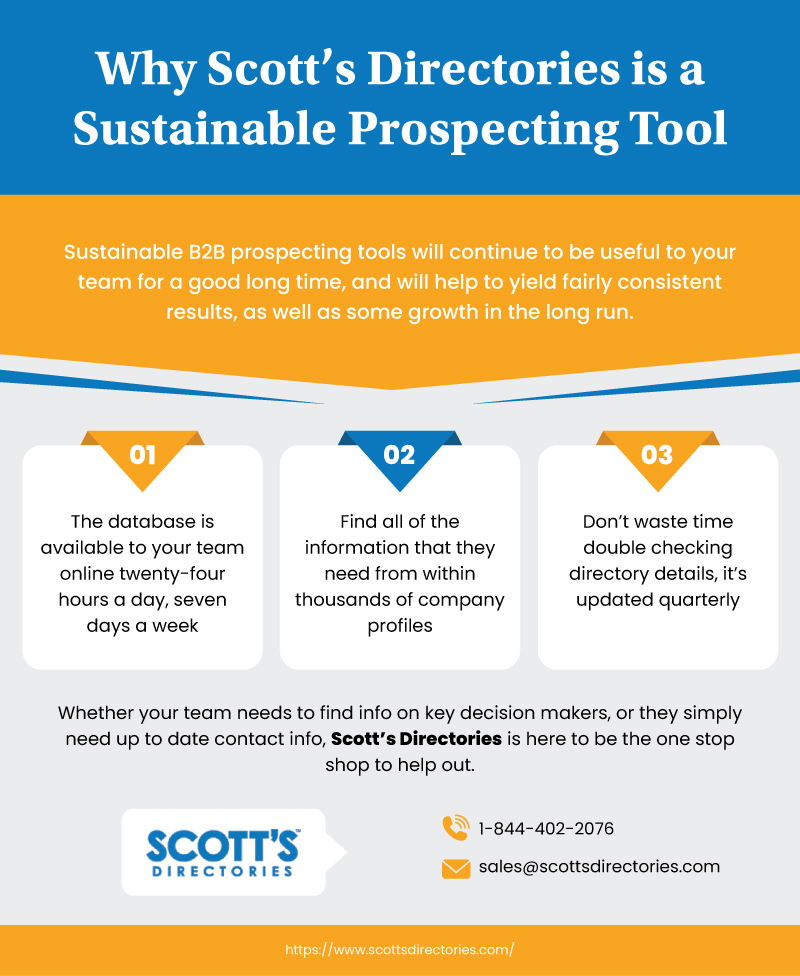 Why Scott’s Directories is a
Sustainable Prospecting Tool
Sustainable B2B prospecting tools will continue to be useful to your
team for a good long time, and will help to yield fairly consistent
results, as well as some growth in the long run.
01
The database is
available to your team
online twenty-four
hours a day, seven
days a week
02
Find all of the
information that they
need from within
thousands of company
profiles
03
Don’t waste time
double checking
directory details, it’s
updated quarterly
Whether your team needs to find info on key decision makers, or they simply
need up to date contact info, Scott’s Directories is here to be the one stop
shop to help out.
SCOTT'S™
DIRECTORIES
1-844-402-2076
sales@scottsdirectories.com
https://www.scottsdirectories.com/